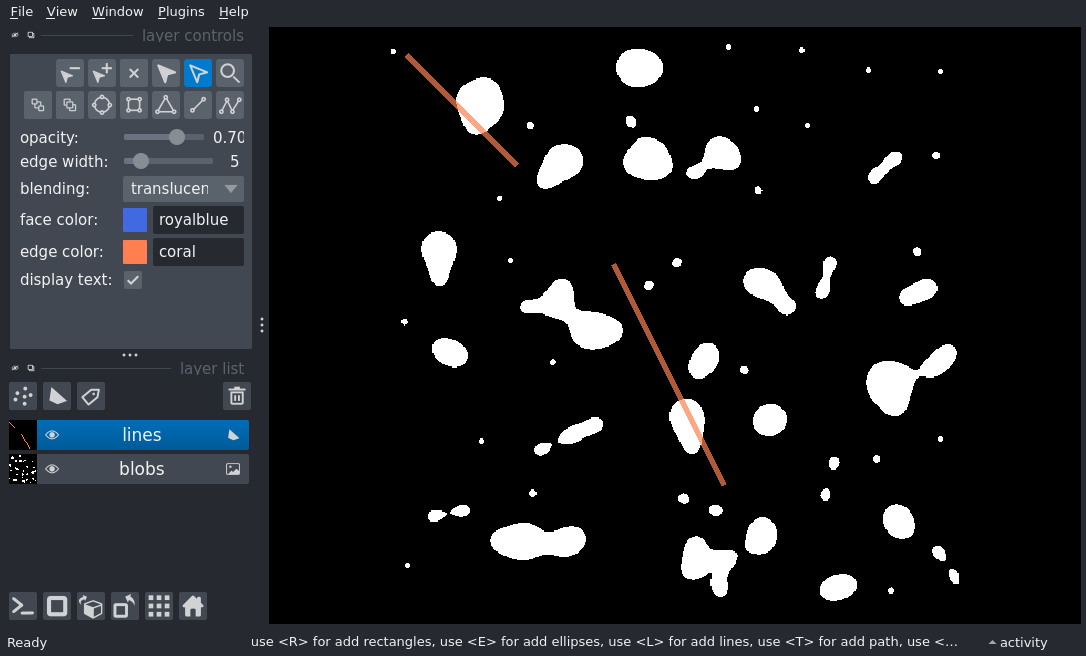 File View Window Plugins Help
layer controls
opacity: 0.70
edge width: 5
blending: translucen
face color: royalblue
edge color: coral
display text:
layer list
lines
blobs
Ready use <R> for add rectangles, use <E> for add ellipses, use <L> for add lines, use <T> for add path, use <... activity